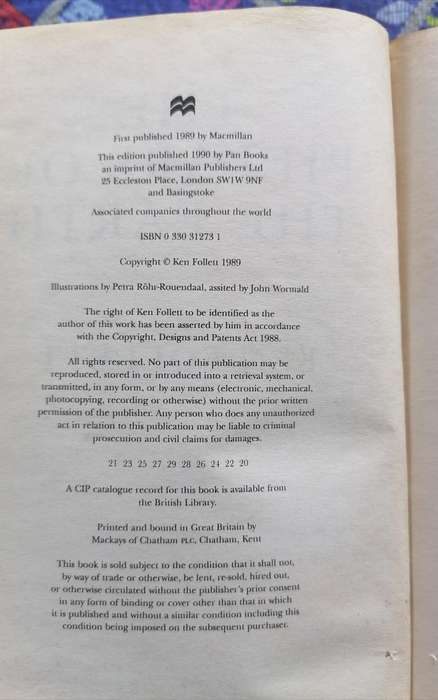 First published 1989 by Macmillan
This edition published 1990 by Pan Books
an imprint of Macmillan Publishers Ltd
25 Eccleston Place, London SW1W 9NF
and Basingstoke
Associated companies throughout the world
ISBN 0 330 31273 1
Copyright © Ken Follett 1989
Illustrations by Petra Röhr-Rouendaal, assited by John Wormald
The right of Ken Follett to be identified as the
author of this work has been asserted by him in accordance
with the Copyright, Designs and Patents Act 1988.
All rights reserved. No part of this publication may be
reproduced, stored in or introduced into a retrieval system, or
transmitted, in any form, or by any means (electronic, mechanical,
photocopying, recording or otherwise) without the prior written
permission of the publisher. Any person who does any unauthorized
act in relation to this publication may be liable to criminal
prosecution and civil claims for damages.
21 23 25 27 29 28 26 24 22 20
A CIP catalogue record for this book is available from
the British Library.
Printed and bound in Great Britain by
Mackays of Chatham PLC, Chatham, Kent
This book is sold subject to the condition that it shall not,
by way of trade or otherwise, be lent, re-sold, hired out,
or otherwise circulated without the publisher's prior consent
in any form of binding or cover other than that in which
it is published and without a similar condition including this
condition being imposed on the subsequent purchaser.